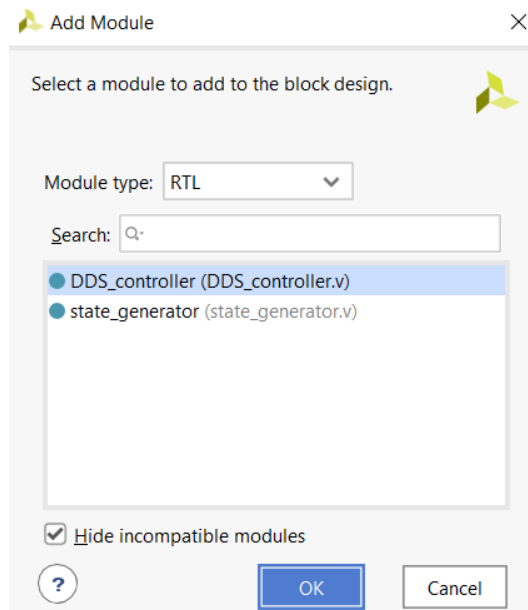 Add Module
Select a module to add to the block design.
Module type: RTL
Search:
DDS_controller (DDS_controller.v)
state_generator (state_generator.v)
Hide incompatible modules
? OK Cancel